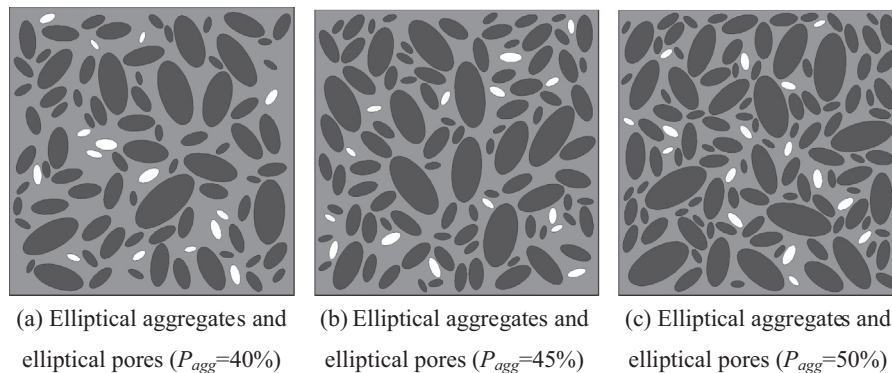 (a) Elliptical aggregates and
elliptical pores (Pagg=40%)
(b) Elliptical aggregates and
elliptical pores (Pagg=45%)
(c) Elliptical aggregates and
elliptical pores (Pagg=50%)